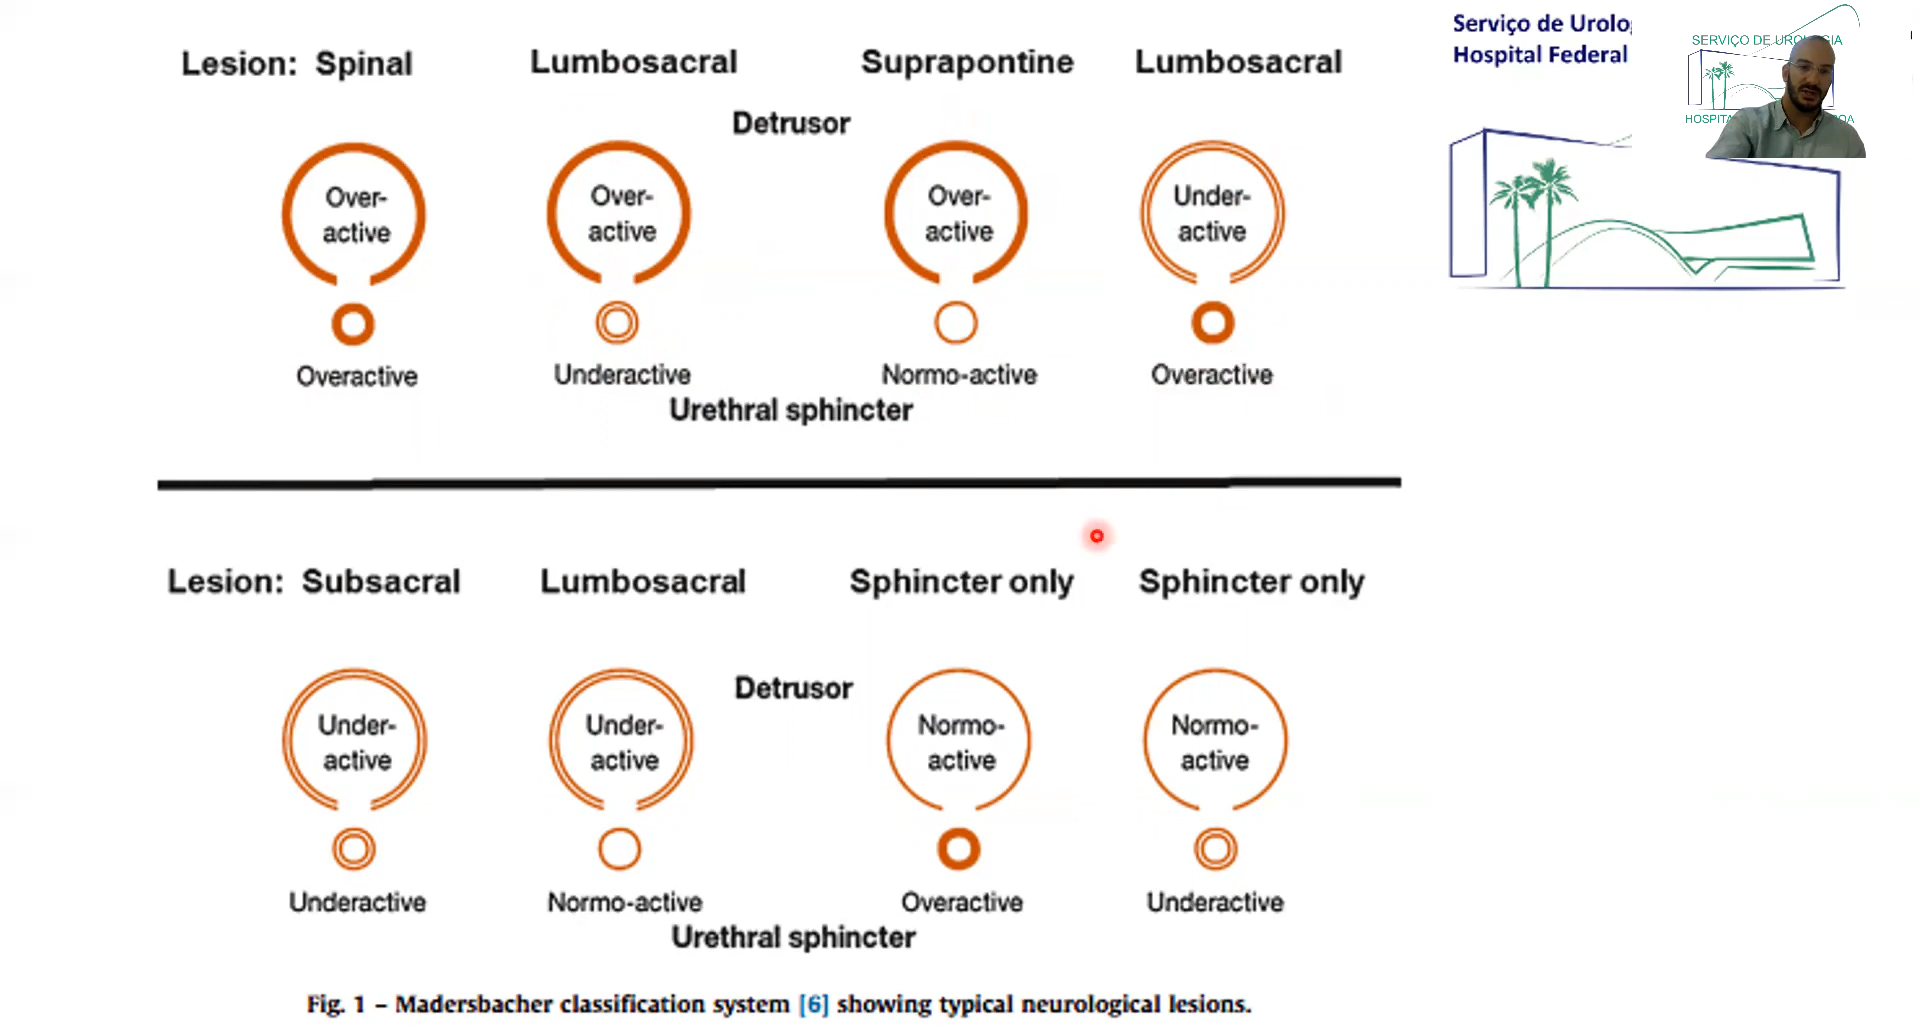 Lesion: Spinal Lumbosacral Suprapontine Lumbosacral
Detrusor
Over-
active
Over-
active
Over-
active
Under-
active
Overactive Underactive Normo-active Overactive
Urethral sphincter
Lesion: Subsacral Lumbosacral Sphincter only Sphincter only
Detrusor
Under-
active
Under-
active
Normo-
active
Normo-
active
Underactive Normo-active Overactive Underactive
Urethral sphincter
Fig. 1 – Madersbacher classification system [6] showing typical neurological lesions.
Serviço de
Hospital Federal
SERVIÇO DE